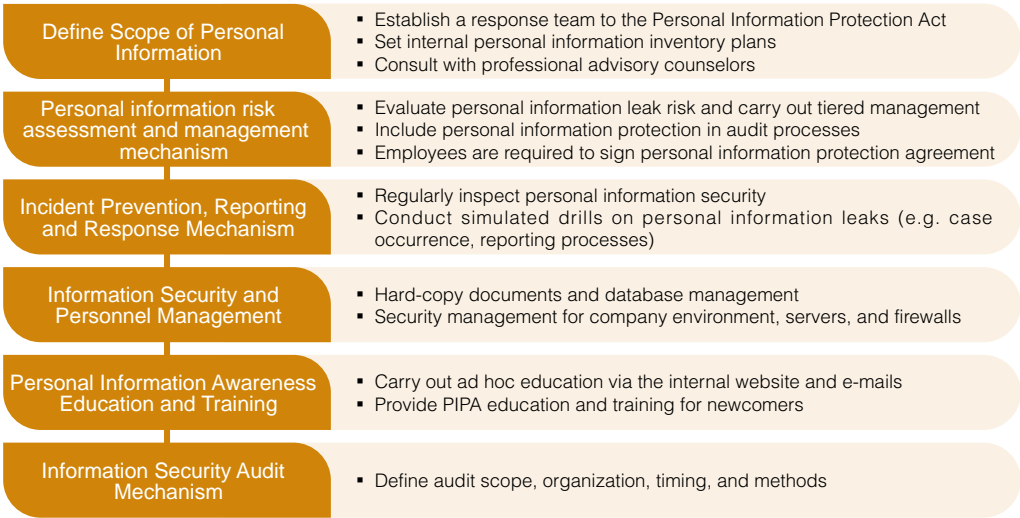 Define Scope of Personal
Information
▪ Establish a response team to the Personal Information Protection Act
▪ Set internal personal information inventory plans
▪ Consult with professional advisory counselors
Personal information risk
assessment and management
mechanism
▪ Evaluate personal information leak risk and carry out tiered management
▪ Include personal information protection in audit processes
▪ Employees are required to sign personal information protection agreement
Incident Prevention, Reporting
and Response Mechanism
▪ Regularly inspect personal information security
▪ Conduct simulated drills on personal information leaks (e.g. case
occurrence, reporting processes)
Information Security and
Personnel Management
▪ Hard-copy documents and database management
▪ Security management for company environment, servers, and firewalls
Personal Information Awareness
Education and Training
▪ Carry out ad hoc education via the internal website and e-mails
▪ Provide PIPA education and training for newcomers
Information Security Audit
Mechanism
▪ Define audit scope, organization, timing, and methods